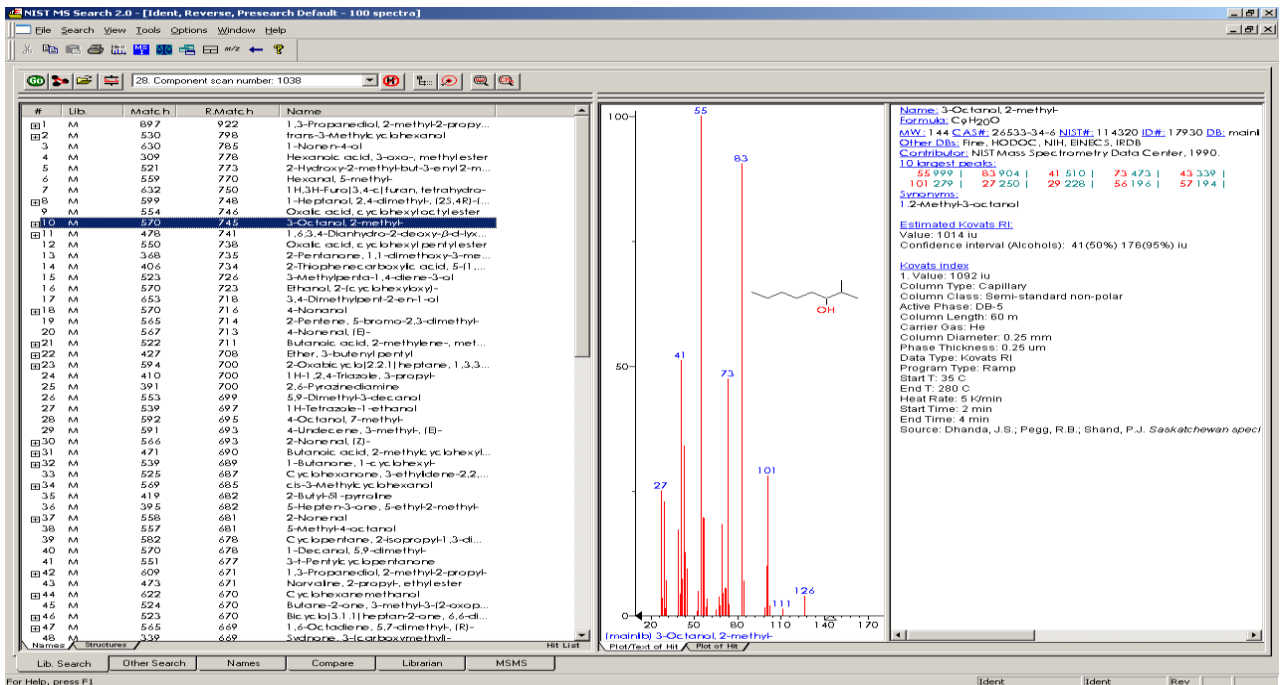 NIST MS Search 2.0 - [Ident, Reverse, Presearch Default - 100 spectra]
File Search View Tools Options Window Help
m/z
GO 28. Component scan number: 1038
# Lib. Match R.Match Name
1 M 897 922 1,3-Propanediol, 2-methyl-2-propy...
2 M 530 798 trans-3-Methylcyclohexanol
3 M 630 785 1-Nonen-4-ol
4 M 309 778 Hexanoic acid, 3-oxo-, methyl ester
5 M 521 773 2-Hydroxy-2-methyl-but-3-enyl 2-m...
6 M 559 770 Hexanal, 5-methyl-
7 M 632 750 1H,3H-Furo[3,4-c]furan, tetrahydro-
8 M 599 748 1-Heptanol, 2,4-dimethyl-, (2S,4R)-(...
9 M 554 746 Oxalic acid, cyclohexyl octyl ester
10 M 570 745 3-Octanol, 2-methyl-
11 M 478 741 1,6;3,4-Dianhydro-2-deoxy-β-d-lyx...
12 M 550 738 Oxalic acid, cyclohexyl pentyl ester
13 M 368 735 2-Pentanone, 1,1-dimethoxy-3-me...
14 M 406 734 2-Thiophenecarboxylic acid, 5-(1,...
15 M 523 726 3-Methylpenta-1,4-diene-3-ol
16 M 570 723 Ethanol, 2-(cyclohexyloxy)-
17 M 653 718 3,4-Dimethylpent-2-en-1-ol
18 M 570 716 4-Nonanol
19 M 565 714 2-Pentene, 5-bromo-2,3-dimethyl-
20 M 567 713 4-Nonenal, (E)-
21 M 522 711 Butanoic acid, 2-methylene-, met...
22 M 427 708 Ether, 3-butenyl pentyl
23 M 594 700 2-Oxabicyclo[2.2.1]heptane, 1,3,3...
24 M 410 700 1H-1,2,4-Triazole, 3-propyl-
25 M 391 700 2,6-Pyrazinediamine
26 M 553 699 5,9-Dimethyl-3-decanol
27 M 539 697 1H-Tetrazole-1-ethanol
28 M 592 695 4-Octanol, 7-methyl-
29 M 591 693 4-Undecene, 3-methyl-, (E)-
30 M 566 693 2-Nonenal, (Z)-
31 M 471 690 Butanoic acid, 2-methylcyclohexyl...
32 M 539 689 1-Butanone, 1-cyclohexyl-
33 M 525 687 Cyclohexanone, 3-ethylidene-2,2,...
34 M 569 685 cis-3-Methylcyclohexanol
35 M 419 682 2-Butyl-δ1-pyrroline
36 M 395 682 5-Hepten-3-one, 5-ethyl-2-methyl-
37 M 558 681 2-Nonenal
38 M 557 681 5-Methyl-4-octanol
39 M 582 678 Cyclopentane, 2-isopropyl-1,3-di...
40 M 570 678 1-Decanol, 5,9-dimethyl-
41 M 551 677 3-t-Pentylcyclopentanone
42 M 609 671 1,3-Propanediol, 2-methyl-2-propyl-
43 M 473 671 Norvaline, 2-propyl-, ethyl ester
44 M 622 670 Cyclohexanemethanol
45 M 524 670 Butane-2-one, 3-methyl-3-(2-oxop...
46 M 523 670 Bicyclo[3.1.1]heptan-2-one, 6,6-di...
47 M 565 669 1,6-Octadiene, 5,7-dimethyl-, (R)-
48 M 339 669 Sydnone, 3-(carboxymethyl)-
Names Structures Hit List
100
50
0
55
83
41
73
101
27
111
126
OH
20 50 80 110 140 170
(mainlib) 3-Octanol, 2-methyl-
Plot/Text of Hit Plot of Hit
Name: 3-Octanol, 2-methyl-
Formula: C9H20O
MW: 144 CAS#: 26533-34-6 NIST#: 114320 ID#: 17930 DB: mainl
Other DBs: Fine, HODOC, NIH, EINECS, IRDB
Contributor: NIST Mass Spectrometry Data Center, 1990.
10 largest peaks:
55 999 | 83 904 | 41 510 | 73 473 | 43 339 |
101 279 | 27 250 | 29 228 | 56 196 | 57 194 |
Synonyms:
1.2-Methyl-3-octanol
Estimated Kovats RI:
Value: 1014 iu
Confidence interval (Alcohols): 41(50%) 176(95%) iu
Kovats index
1. Value: 1092 iu
Column Type: Capillary
Column Class: Semi-standard non-polar
Active Phase: DB-5
Column Length: 60 m
Carrier Gas: He
Column Diameter: 0.25 mm
Phase Thickness: 0.25 um
Data Type: Kovats RI
Program Type: Ramp
Start T: 35 C
End T: 280 C
Heat Rate: 5 K/min
Start Time: 2 min
End Time: 4 min
Source: Dhanda, J.S.; Pegg, R.B.; Shand, P.J. Saskatchewan speci
Lib. Search Other Search Names Compare Librarian MSMS
For Help, press F1 Ident Ident Rev